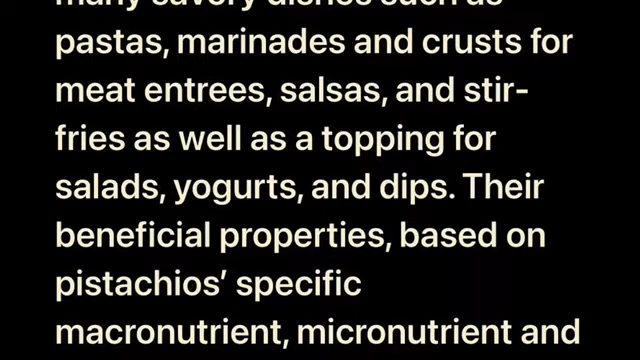 many savory dishes such as
pastas, marinades and crusts for
meat entrees, salsas, and stir-
fries as well as a topping for
salads, yogurts, and dips. Their
beneficial properties, based on
pistachios’ specific
macronutrient, micronutrient and